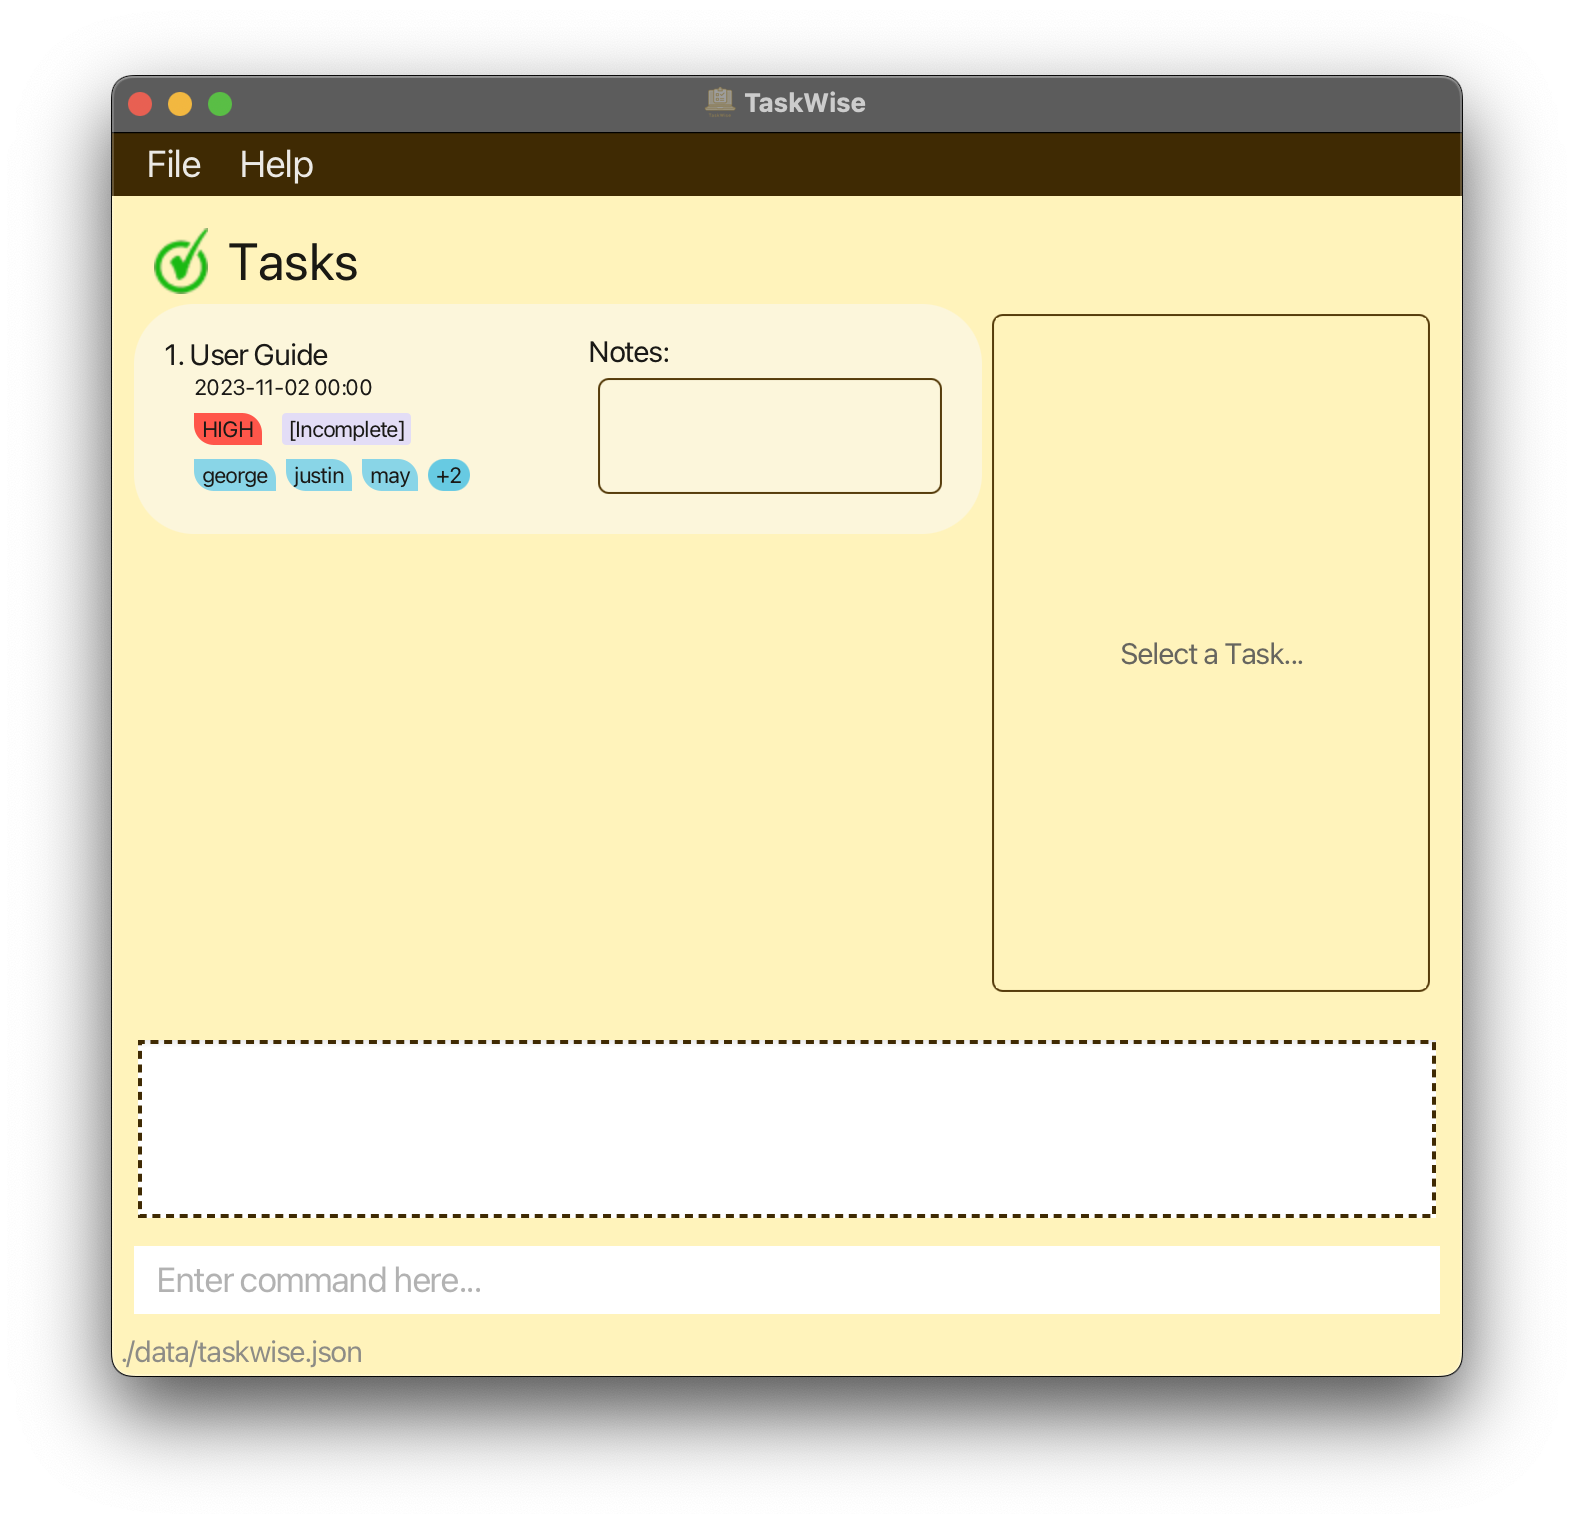 TaskWise
File Help
Tasks
1. User Guide
2023-11-02 00:00
HIGH [Incomplete]
george justin may +2
Notes:
Select a Task...
Enter command here...
./data/taskwise.json